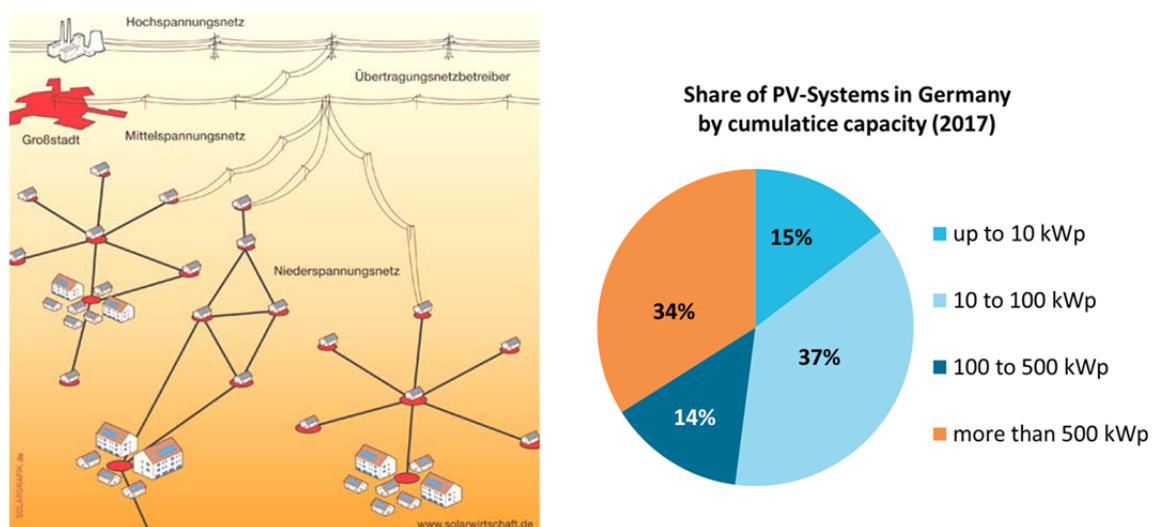 Hochspannungsnetz
Übertragungsnetzbetreiber
Großstadt
Mittelspannungsnetz
Niederspannungsnetz
SOLARGRAFIK.de
www.solarwirtschaft.de
Share of PV-Systems in Germany
by cumulatice capacity (2017)
15%
37%
14%
34%
up to 10 kWp
10 to 100 kWp
100 to 500 kWp
more than 500 kWp